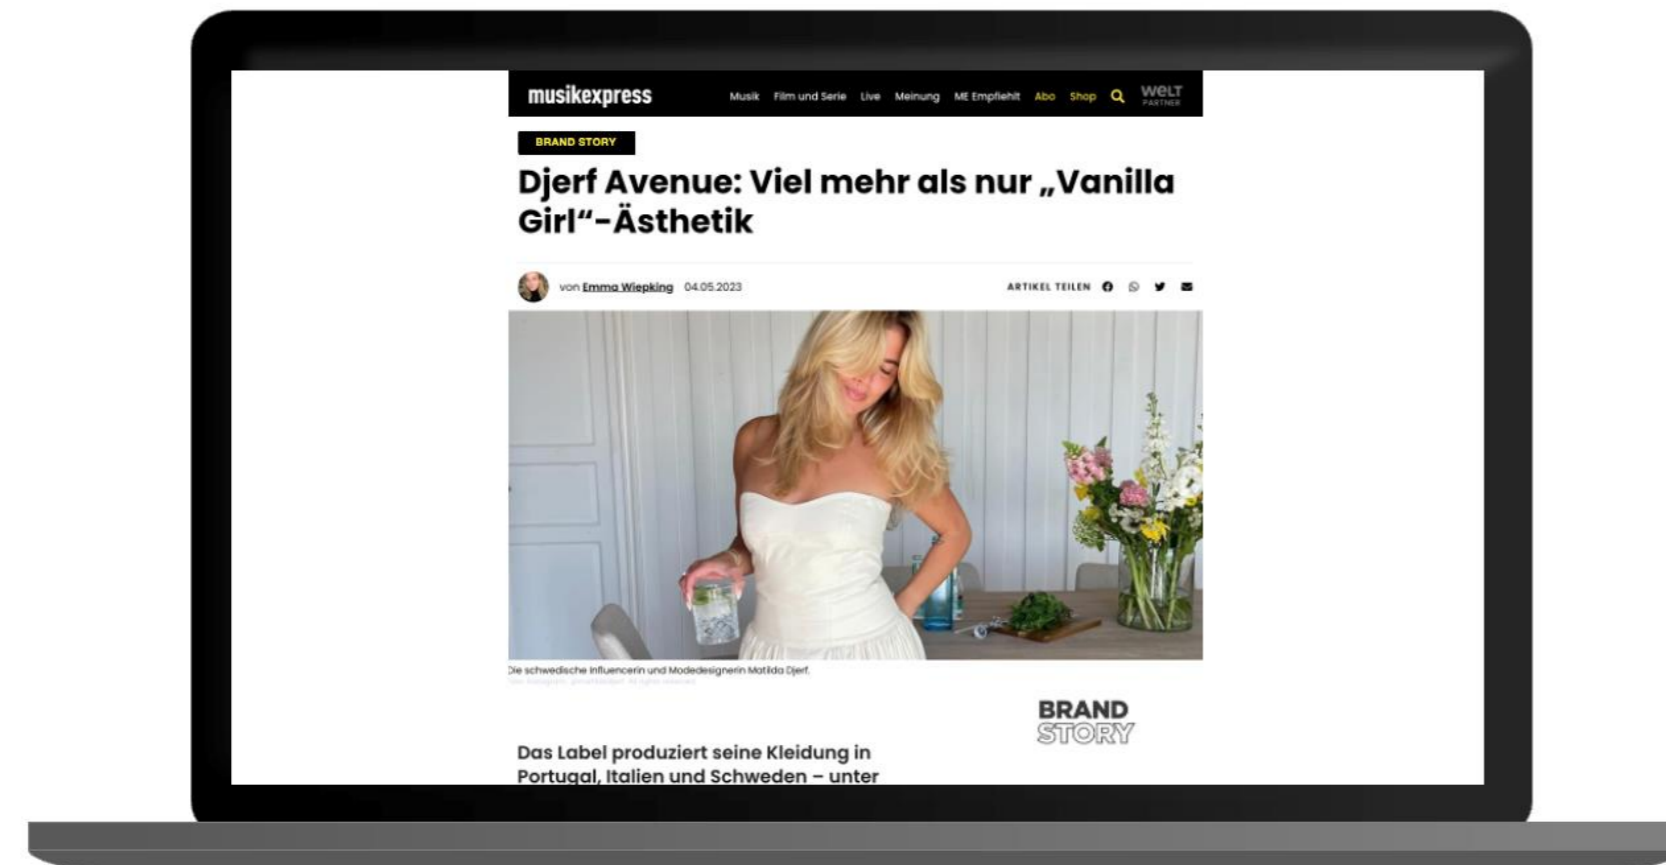 musikexpress Musik Film und Serie Live Meinung ME Empfiehlt Abo Shop WELT
PARTNER
BRAND STORY
Djerf Avenue: Viel mehr als nur „Vanilla
Girl“-Ästhetik
von Emma Wiepking 04.05.2023 ARTIKEL TEILEN
Die schwedische Influencerin und Modedesignerin Matilda Djerf.
BRAND
STORY
Das Label produziert seine Kleidung in
Portugal, Italien und Schweden – unter